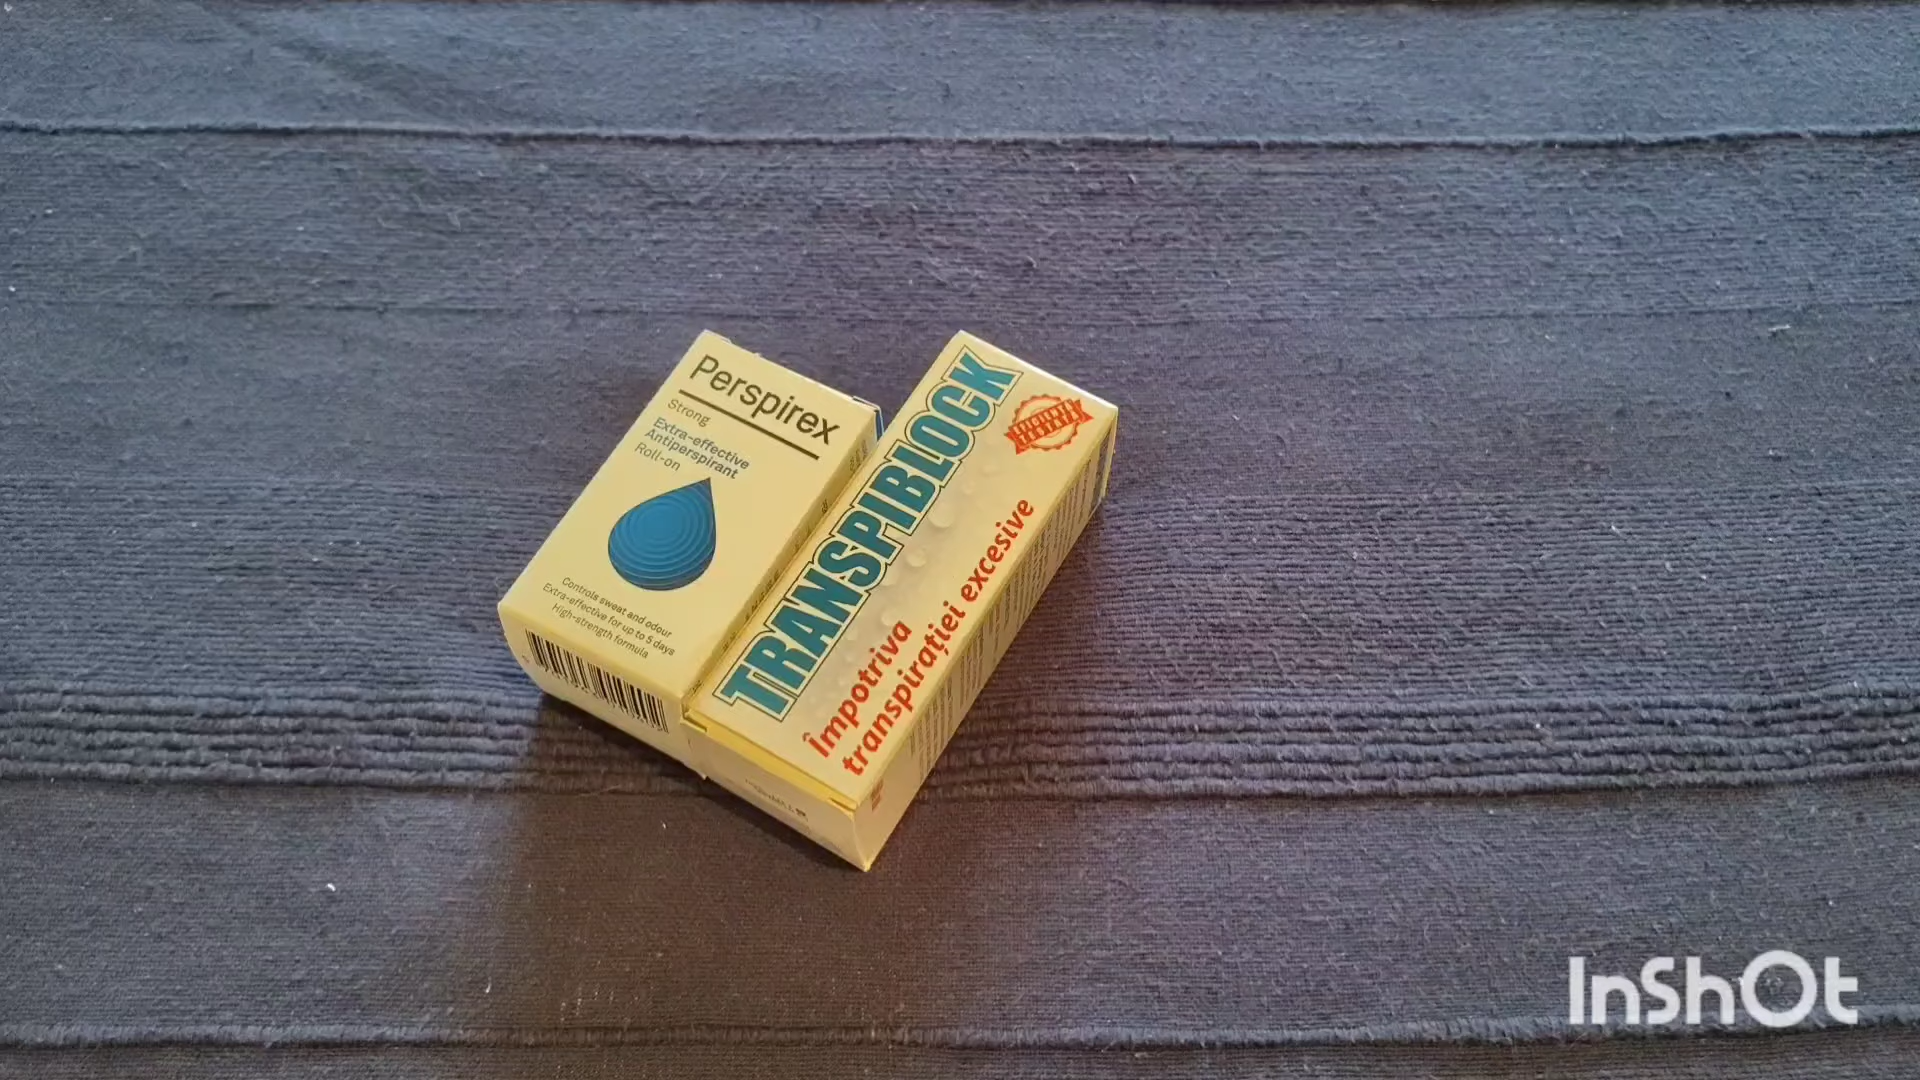 Perspirex
Strong
Extra-effective
Antiperspirant
Roll-on
Controls sweat and odour
Extra-effective for up to 5 days
High-strength formula
TRANSPIBLOCK
Împotriva
transpirației excesive
InShOt